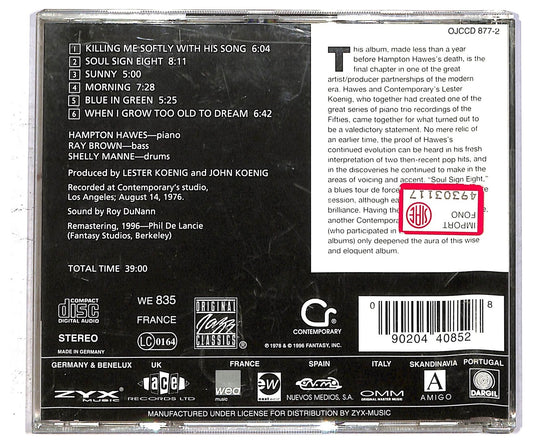 OJCCD 877-2
1 KILLING ME SOFTLY WITH HIS SONG 6:04
2 SOUL SIGN EIGHT 8:11
3 SUNNY 5:00
4 MORNING 7:28
5 BLUE IN GREEN 5:25
6 WHEN I GROW TOO OLD TO DREAM 6:42
HAMPTON HAWES—piano
RAY BROWN—bass
SHELLY MANNE—drums
Produced by LESTER KOENIG and JOHN KOENIG
Recorded at Contemporary's studio,
Los Angeles; August 14, 1976.
Sound by Roy DuNann
Remastering, 1996—Phil De Lancie
(Fantasy Studios, Berkeley)
TOTAL TIME 39:00
This album, made less than a year
before Hampton Hawes's death, is the
final chapter in one of the great
artist/producer partnerships of the modern
era. Hawes and Contemporary's Lester
Koenig, who together had created one of the
great series of piano trio recordings of the
Fifties, came together for what turned out to
be a valedictory statement. No mere relic of
an earlier time, the proof of Hawes's
continued evolution can be heard in his fresh
interpretation of two then-recent pop hits, and
in the discoveries he continued to make in the
areas of voicing and accent. "Soul Sign Eight,"
a blues tour de force
session, although ea
brilliance. Having the
another Contemporary
(who participated in
albums) only deepened the aura of this wise
and eloquent album.
IMPORT
FONO
SIAE
49303117
COMPACT
disc
DIGITAL AUDIO
STEREO
MADE IN GERMANY
WE 835
FRANCE
LC 0164
ORIGINAL
Jazz
CLASSICS
Cr
CONTEMPORARY
© 1978 & © 1996 FANTASY, INC.
0 90204 40852 8
GERMANY & BENELUX UK FRANCE SPAIN ITALY SKANDINAVIA PORTUGAL
ZYX MUSIC
ace RECORDS LTD
wea music
NUEVOS MEDIOS, S.A.
OMM
ORIGINAL MASTER MUSIC
A
AMIGO
DARGIL
MANUFACTURED UNDER LICENSE FOR DISTRIBUTION BY ZYX-MUSIC